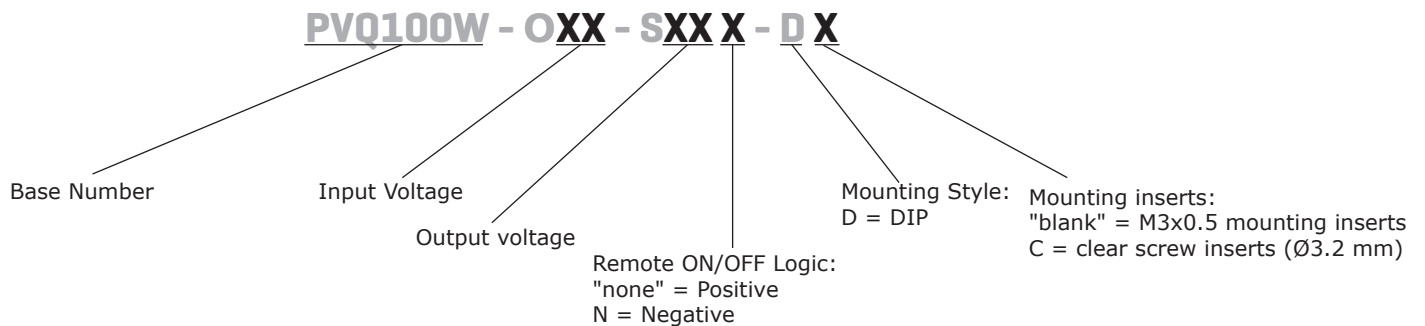 PVQ100W - OXX - SXX X - D X
Base Number
Input Voltage
Output voltage
Remote ON/OFF Logic:
"none" = Positive
N = Negative
Mounting Style:
D = DIP
Mounting inserts:
"blank" = M3x0.5 mounting inserts
C = clear screw inserts (Ø3.2 mm)